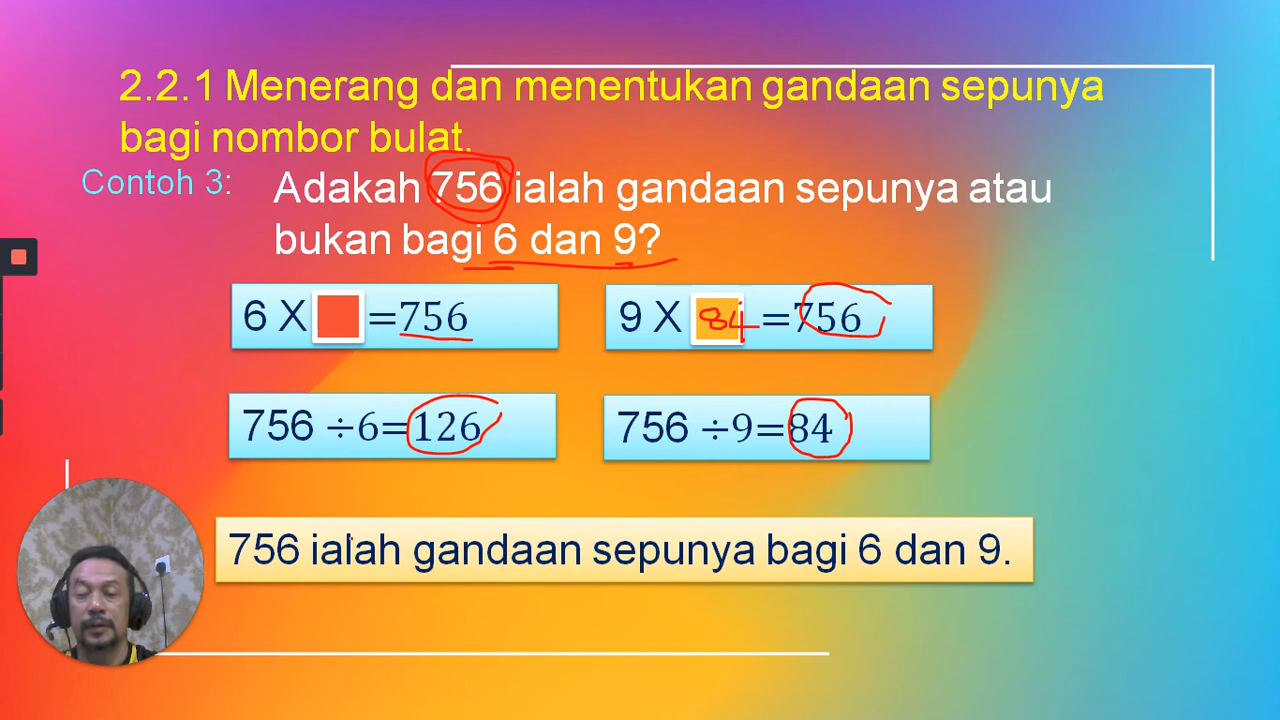 2.2.1 Menerang dan menentukan gandaan sepunya
bagi nombor bulat.
Contoh 3:
Adakah 756 ialah gandaan sepunya atau
bukan bagi 6 dan 9?
6 X =756
9 X 84 =756
756 ÷6=126
756 ÷9=84
756 ialah gandaan sepunya bagi 6 dan 9.